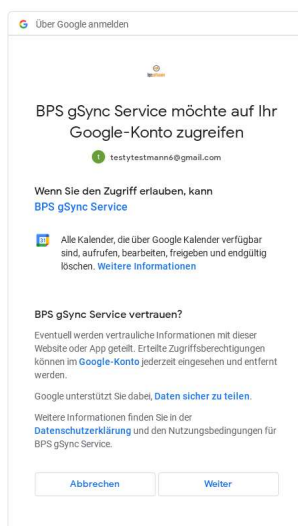 Über Google anmelden
BPS gSync Service möchte auf Ihr
Google-Konto zugreifen
testytestmann6@gmail.com
Wenn Sie den Zugriff erlauben, kann
BPS gSync Service
Alle Kalender, die über Google Kalender verfügbar
sind, aufrufen, bearbeiten, freigeben und endgültig
löschen. Weitere Informationen
BPS gSync Service vertrauen?
Eventuell werden vertrauliche Informationen mit dieser
Website oder App geteilt. Erteilte Zugriffsberechtigungen
können im Google-Konto jederzeit eingesehen und entfernt
werden.
Google unterstützt Sie dabei, Daten sicher zu teilen.
Weitere Informationen finden Sie in der
Datenschutzerklärung und den Nutzungsbedingungen für
BPS gSync Service.
Abbrechen Weiter